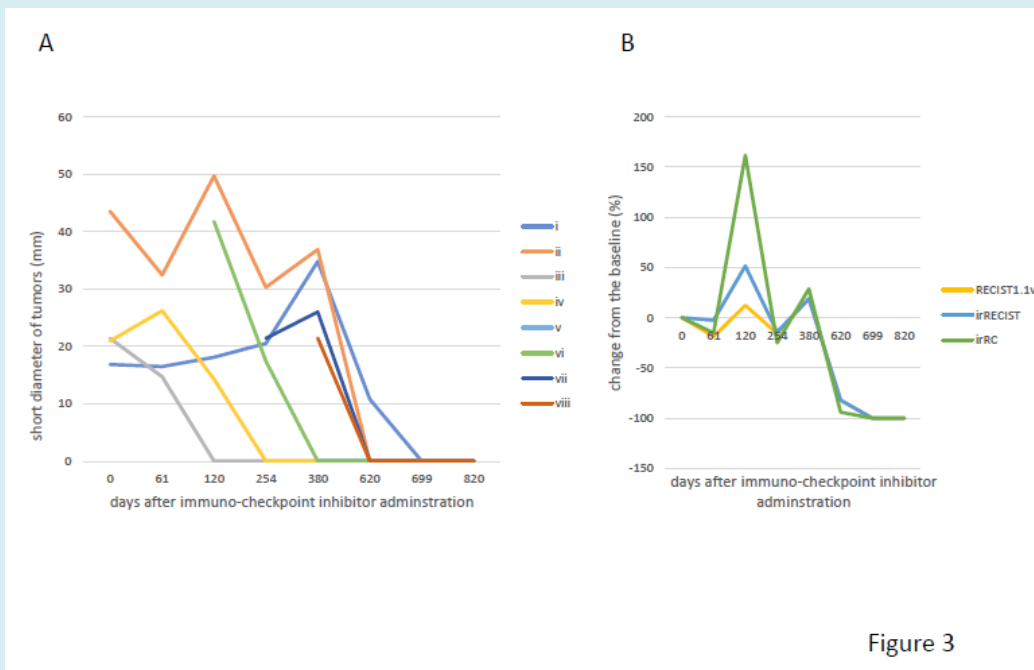 A
B
60
50
40
30
20
10
0
short diameter of tumors (mm)
0 61 120 254 380 620 699 820
days after immuno-checkpoint inhibitor adminstration
i
ii
iii
iv
v
vi
vii
viii
200
150
100
50
0
-50
-100
-150
change from the baseline (%)
0 61 120 254 380 620 699 820
days after immuno-checkpoint inhibitor
adminstration
RECIST1.1v
irRECIST
irRC
Figure 3